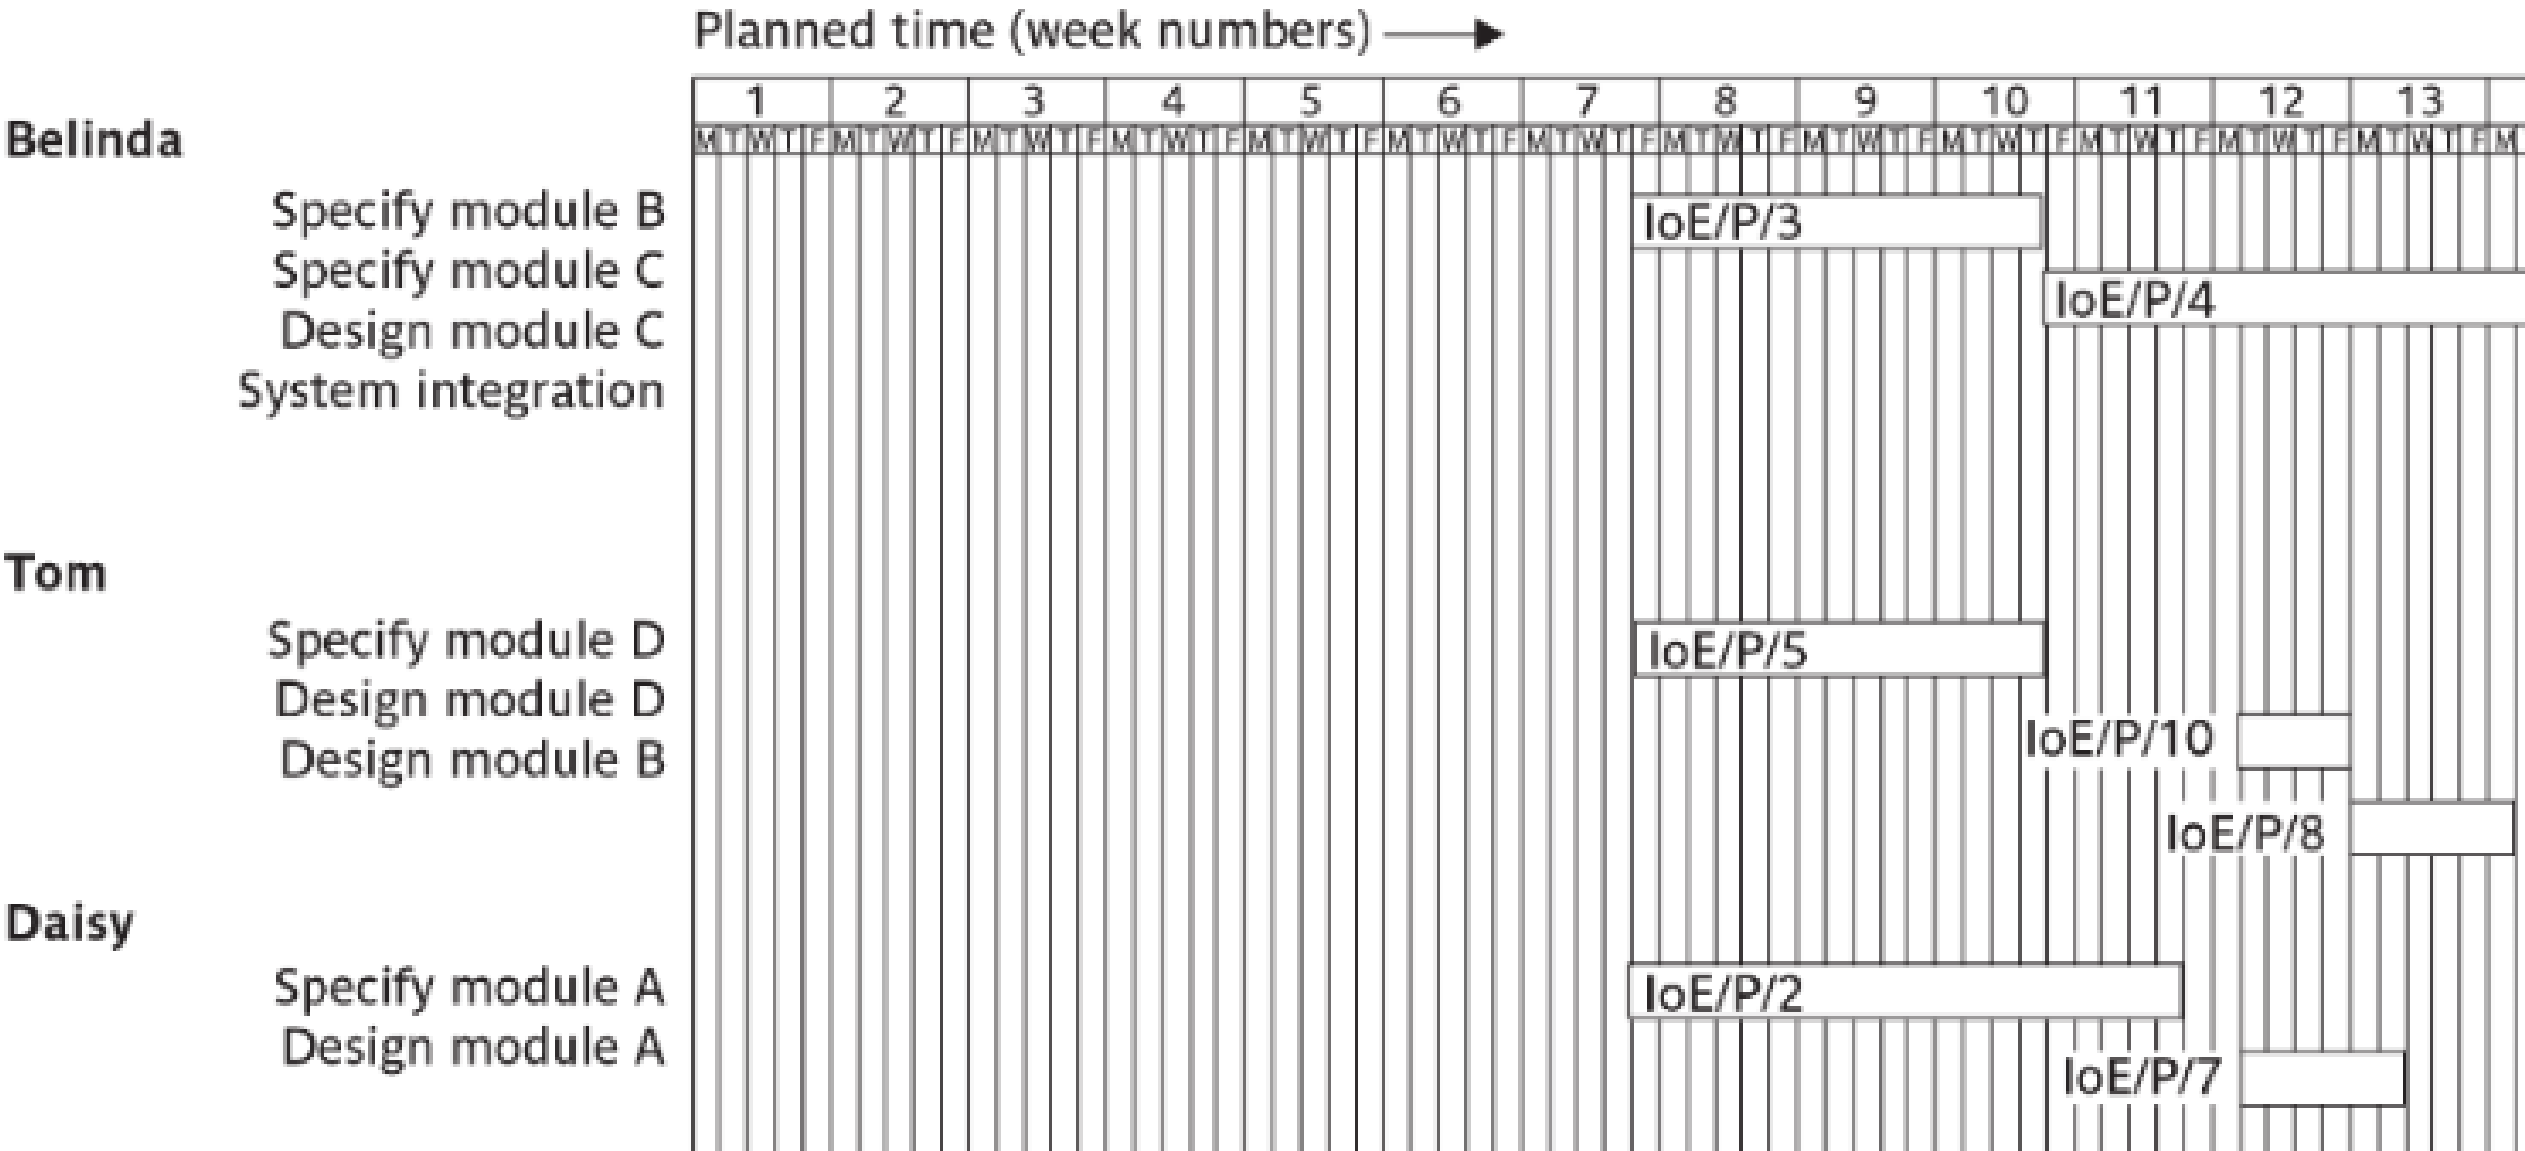 Planned time (week numbers)
1 2 3 4 5 6 7 8 9 10 11 12 13
Belinda
M T W T F M T W T F M T W T F M T W T F M T W T F M T W T F M T W T F M T W T F M T W T F M T W T F M T W T F M T W T F M T W T F M
Specify module B IoE/P/3
Specify module C
IoE/P/4
Design module C
System integration
Tom
Specify module D IoE/P/5
Design module D
IoE/P/10
Design module B
IoE/P/8
Daisy
Specify module A IoE/P/2
Design module A
IoE/P/7